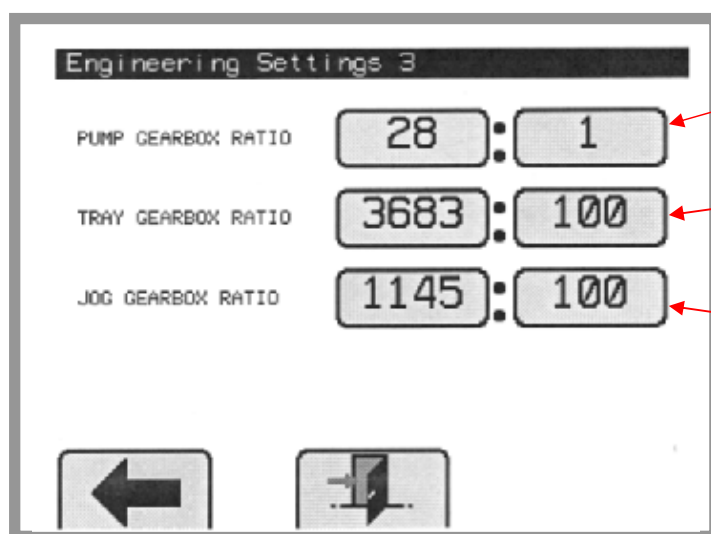 Engineering Settings 3
PUMP GEARBOX RATIO 28 : 1
TRAY GEARBOX RATIO 3683 : 100
JOG GEARBOX RATIO 1145 : 100